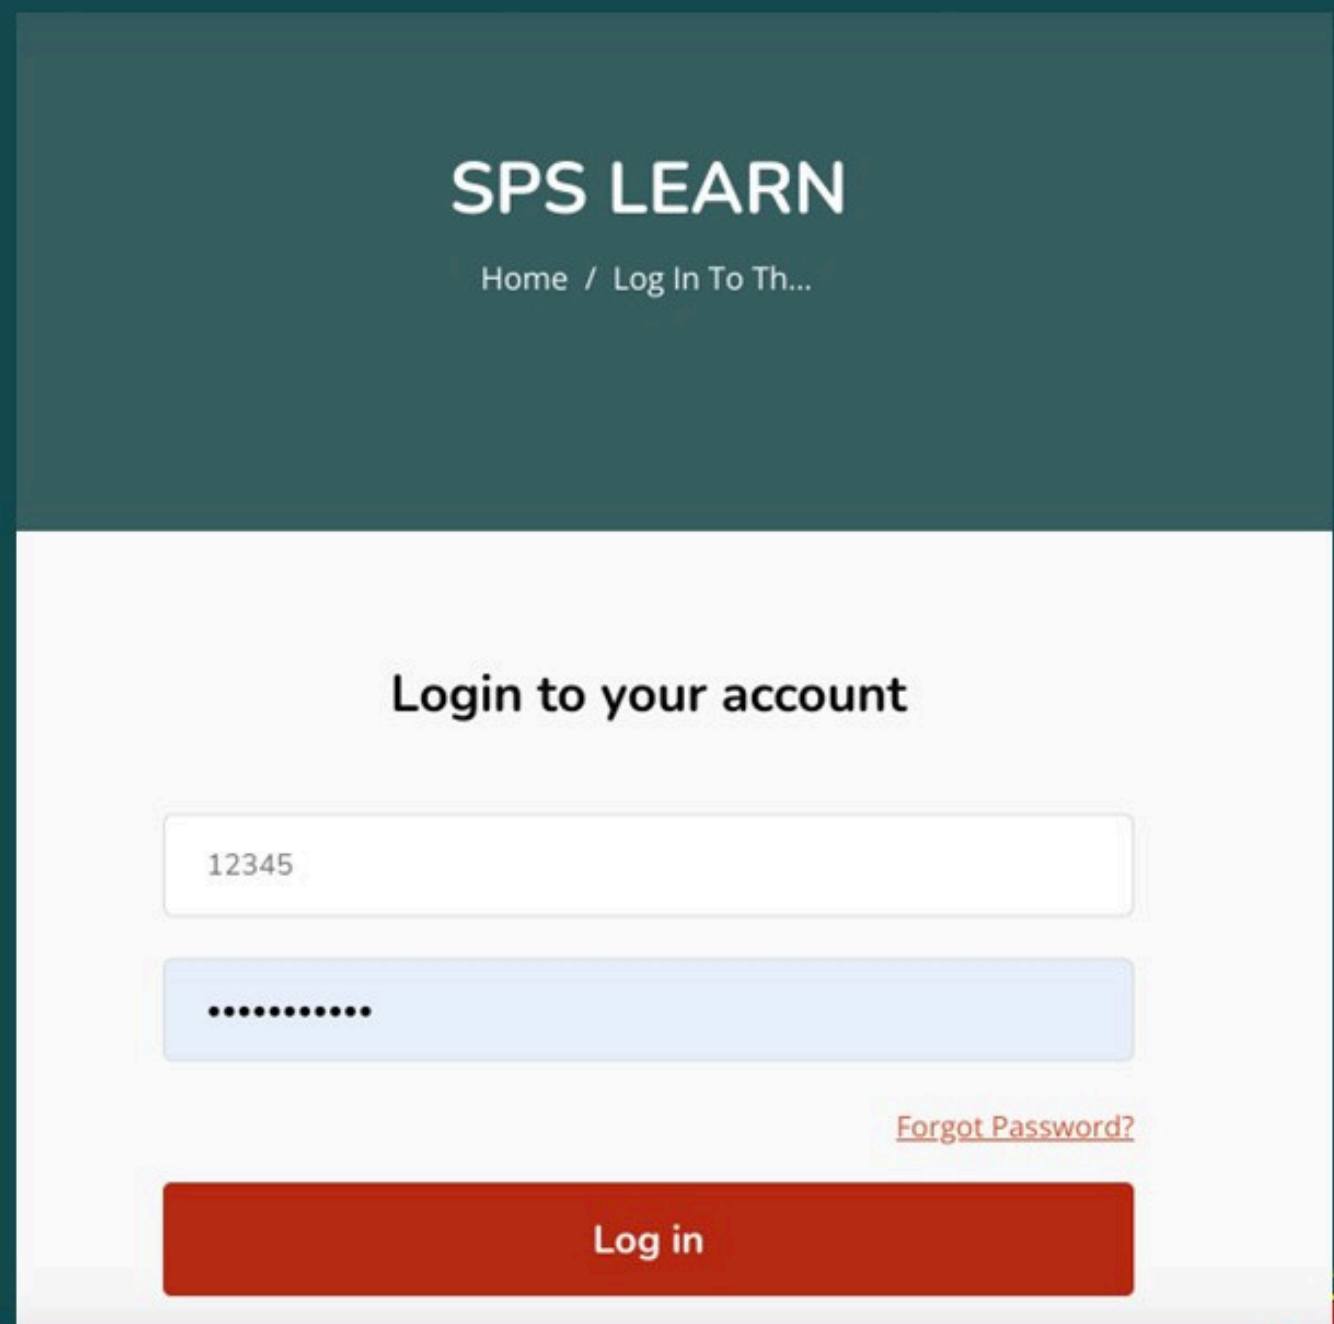 SPS LEARN
Home / Log In To Th...
Login to your account
12345
•••••••••••
Forgot Password?
Log in